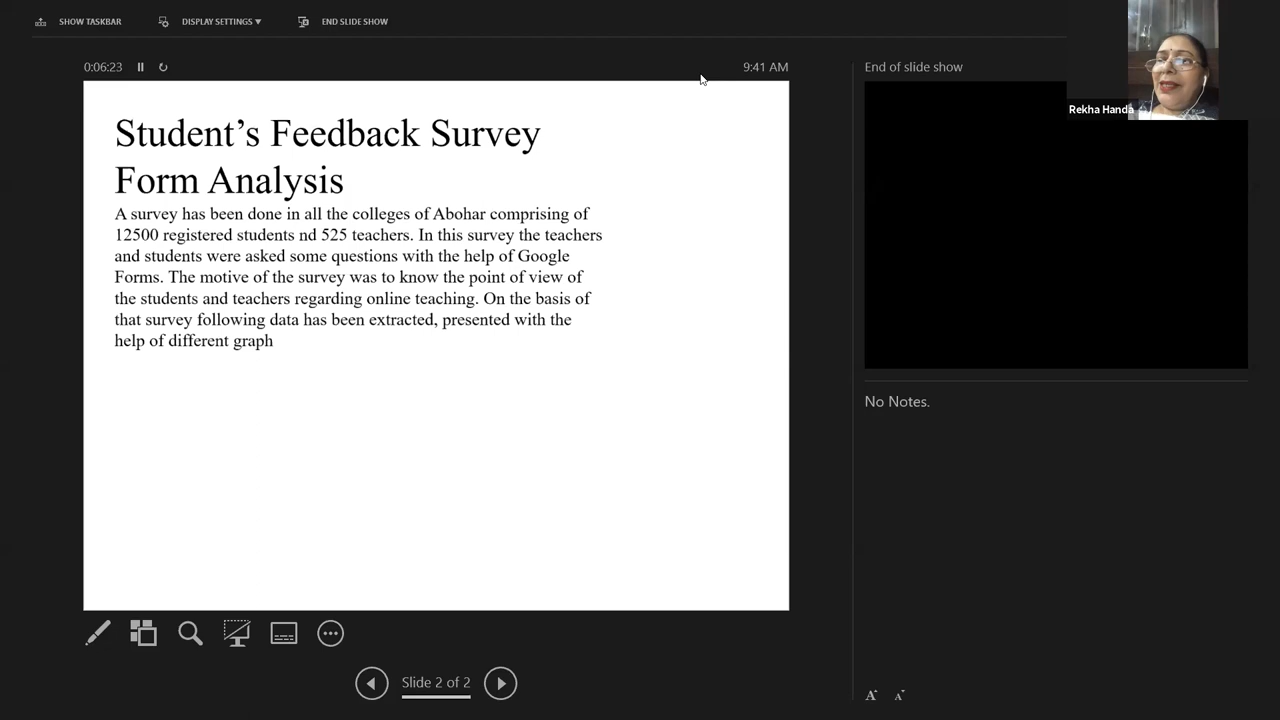 SHOW TASKBAR
DISPLAY SETTINGS ▼
END SLIDE SHOW
0:06:23
9:41 AM
Student’s Feedback Survey
Form Analysis
A survey has been done in all the colleges of Abohar comprising of
12500 registered students nd 525 teachers. In this survey the teachers
and students were asked some questions with the help of Google
Forms. The motive of the survey was to know the point of view of
the students and teachers regarding online teaching. On the basis of
that survey following data has been extracted, presented with the
help of different graph
Slide 2 of 2
End of slide show
Rekha Handa
No Notes.
A A